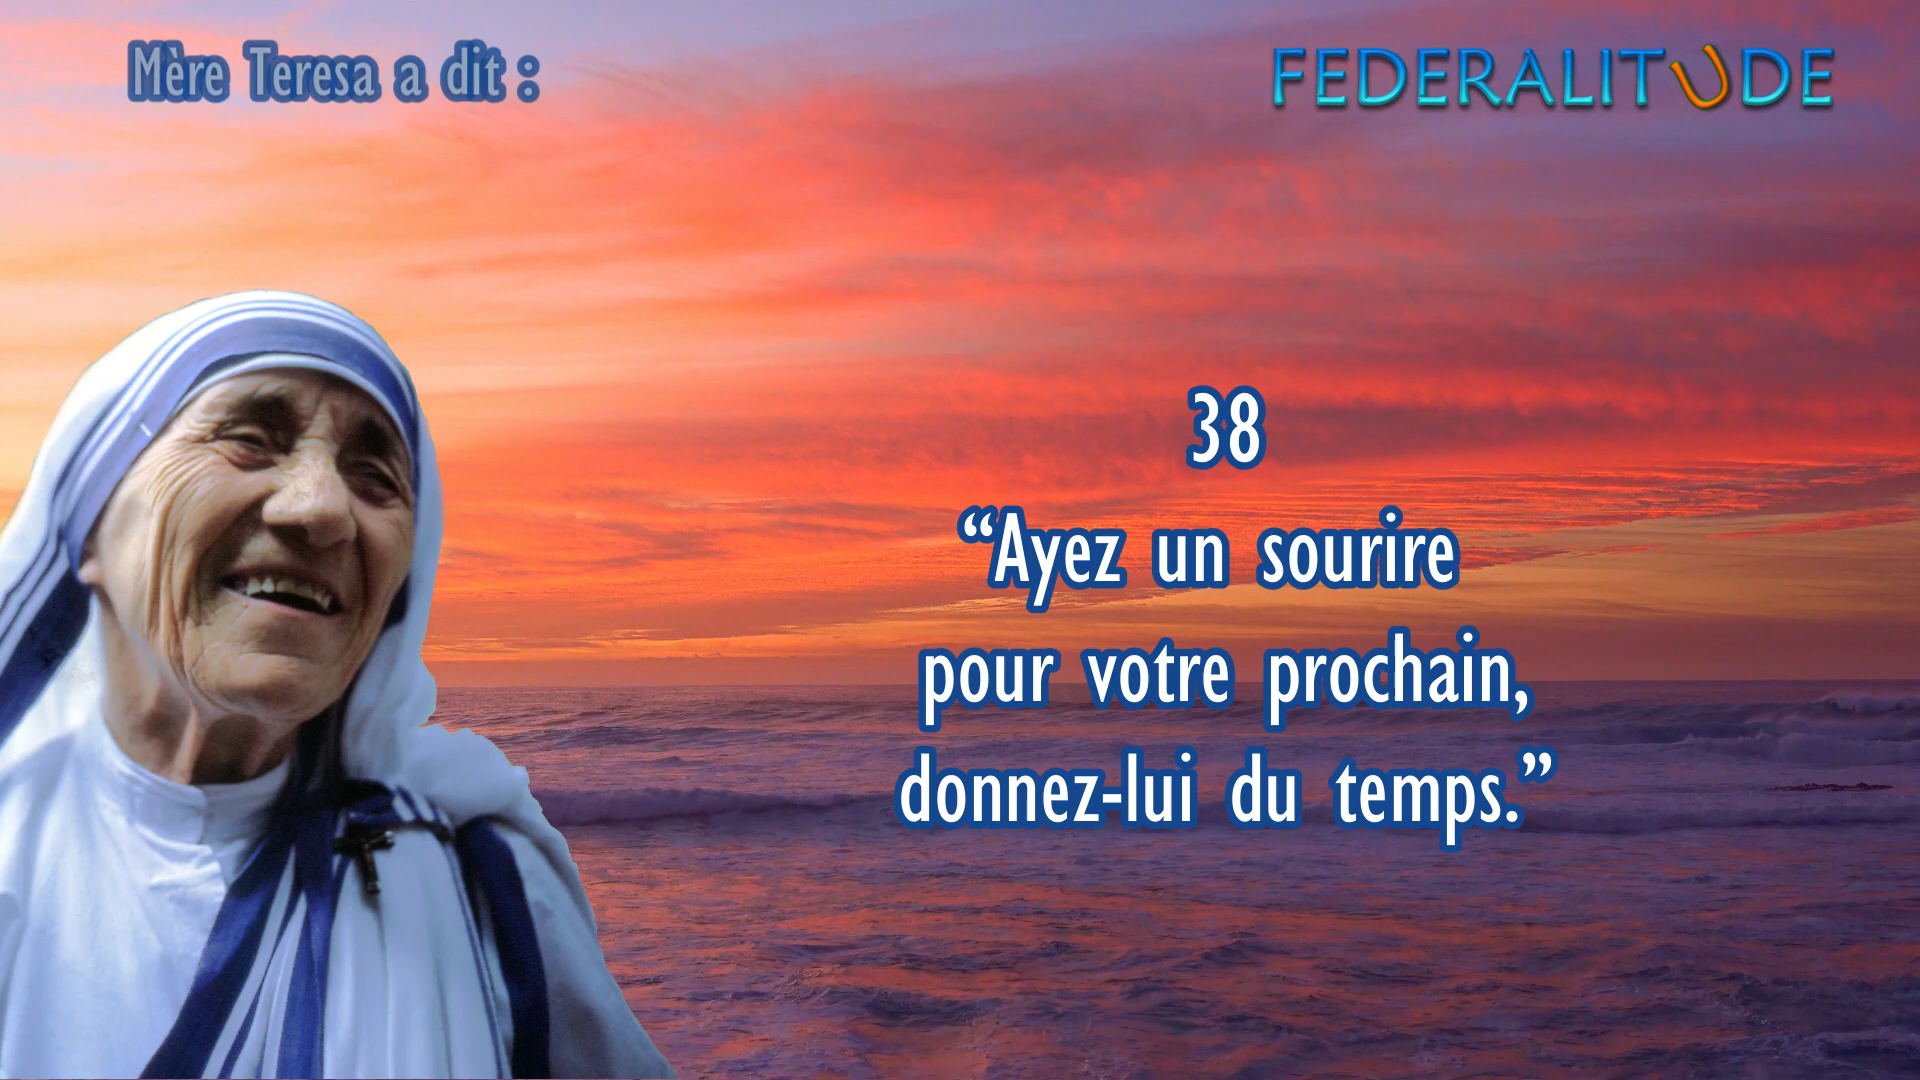 Mère Teresa a dit :
FEDERALITUDE
38
“Ayez un sourire
pour votre prochain,
donnez-lui du temps.”